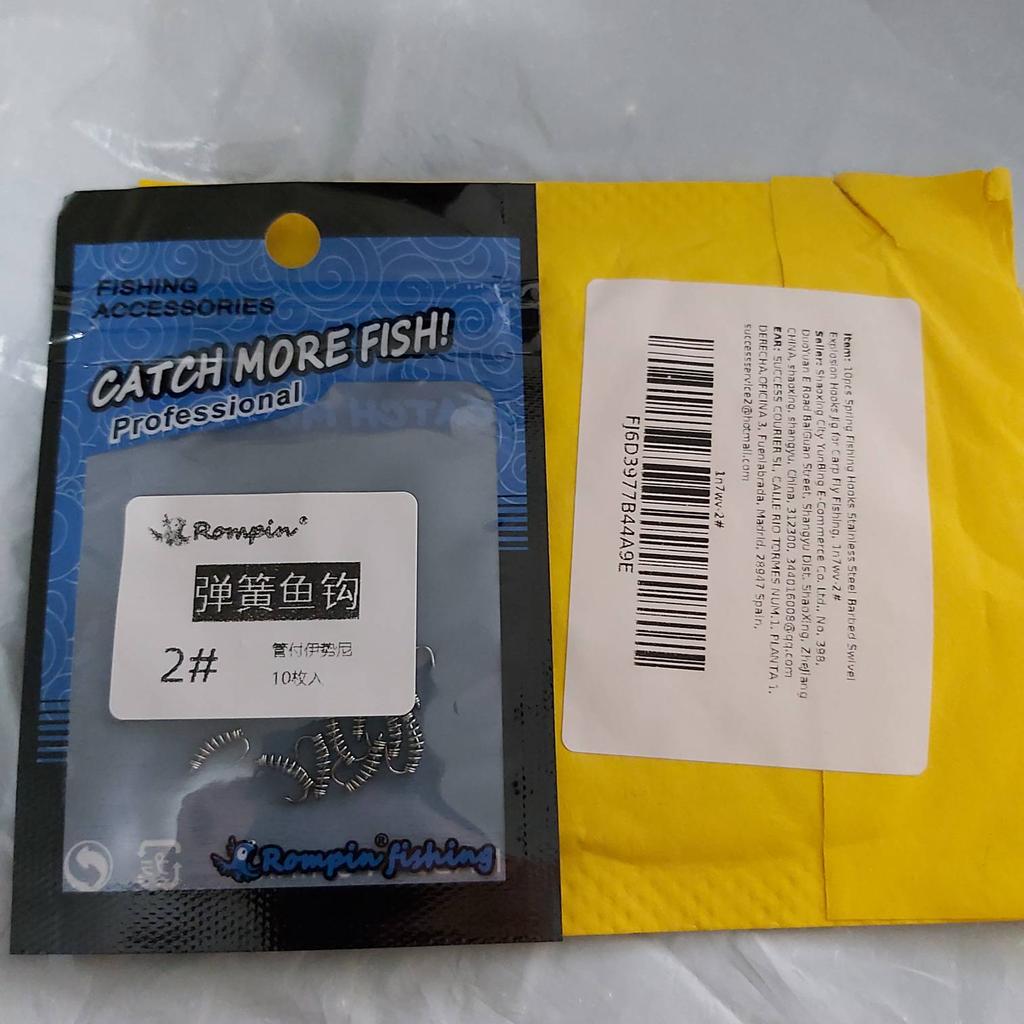 FISHING
ACCESSORIES
CATCH MORE FISH!
Professional
Rompin®
弹簧鱼钩
2#
管付伊势尼
10枚入
Rompin® fishing
Item: 10pcs Spring Fishing Hooks Stainless Steel Barbed Swivel
Explosion Hooks Jig for Carp Fly Fishing, 1n7wv-2#
Seller: Shaoxing City YunBing E-Commerce Co. Ltd., No. 398,
DuoYuan E Road BaiGuan Street, Shangyu Dist. ShaoXing, Zhejiang
CHINA, shaoxing, shangyu, China, 312300, 344016008@qq.com
EAR: SUCCESS COURIER SL, CALLE RIO TORMES NUM.1, PLANTA 1,
DERECHA,OFICINA 3, Fuenlabrada, Madrid, 28947 Spain,
successservice2@hotmail.com
1n7wv-2#
FJ6D3977B44A9E